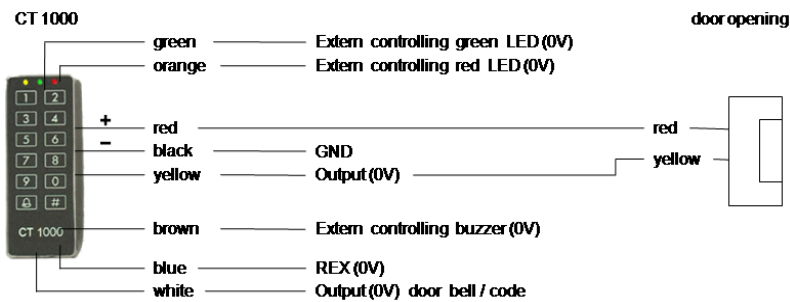 CT 1000 door opening
green Extern controlling green LED (0V)
orange Extern controlling red LED (0V)
1 2
3 4
+ red red
5 6
− black GND
7 8
yellow Output (0V) yellow
9 0
#
CT 1000 brown Extern controlling buzzer (0V)
blue REX (0V)
white Output (0V) door bell / code